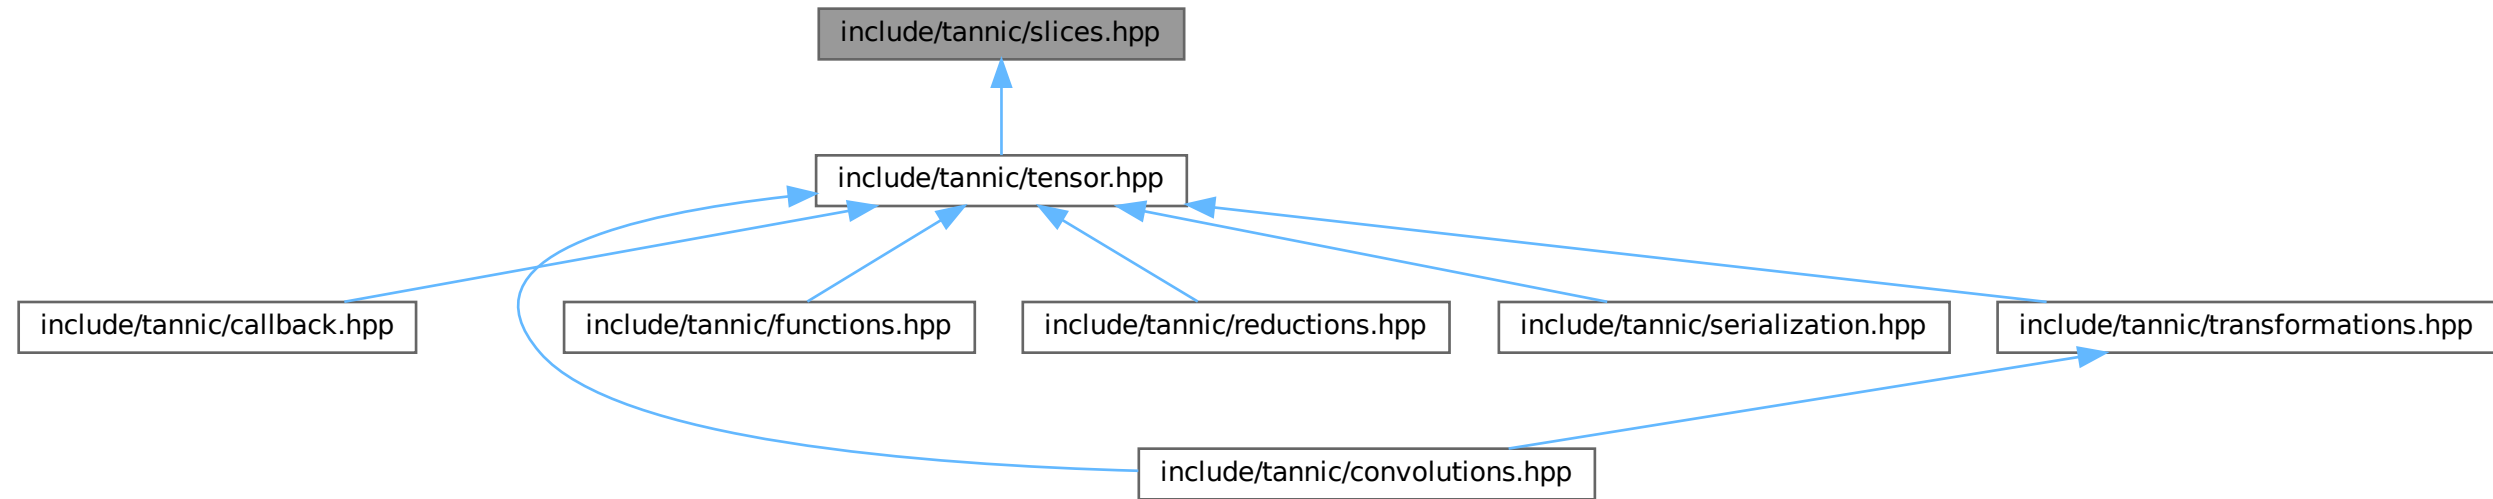 include/tannic/slices.hpp
include/tannic/tensor.hpp
include/tannic/callback.hpp
include/tannic/functions.hpp
include/tannic/reductions.hpp
include/tannic/serialization.hpp
include/tannic/transformations.hpp
include/tannic/convolutions.hpp